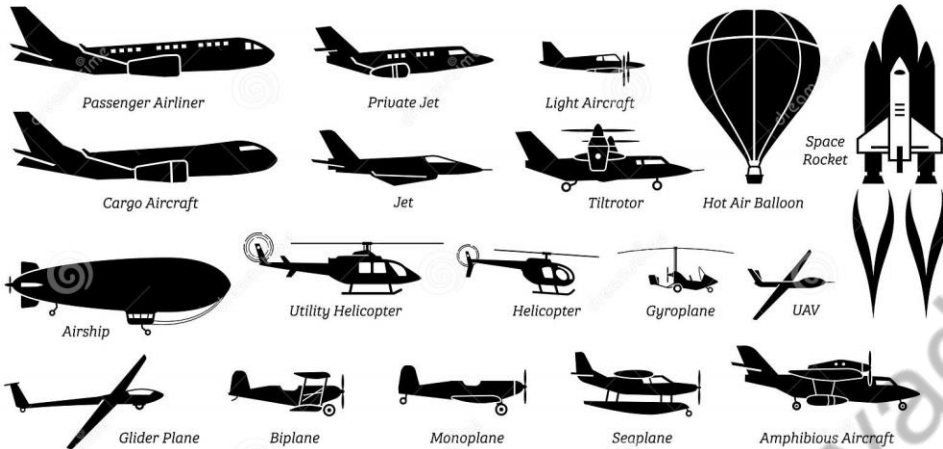 Passenger Airliner
Private Jet
Light Aircraft
Space
Rocket
Cargo Aircraft
Jet
Tiltrotor
Hot Air Balloon
Airship
Utility Helicopter
Helicopter
Gyroplane
UAV
Glider Plane
Biplane
Monoplane
Seaplane
Amphibious Aircraft